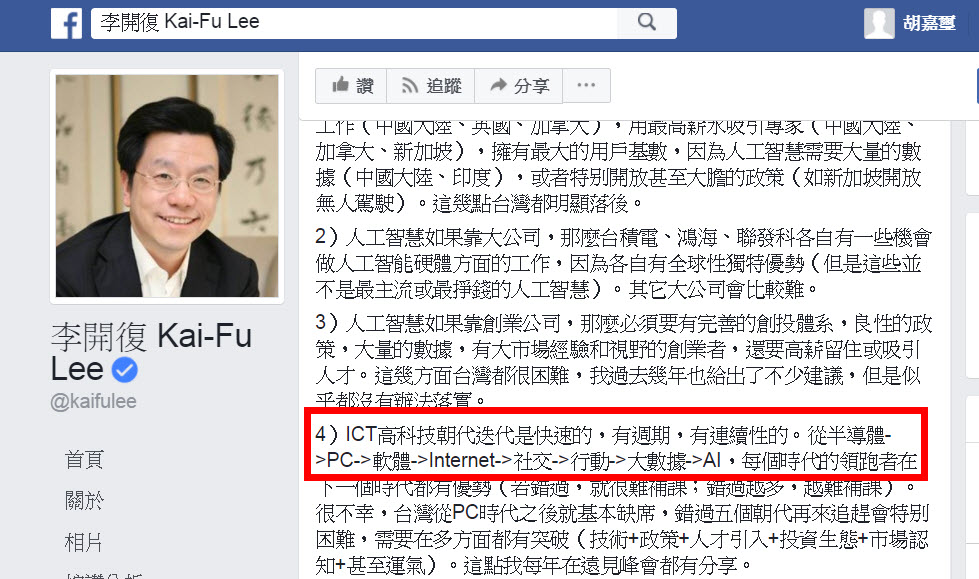 李開復 Kai-Fu Lee
胡嘉璽
讚
追蹤
分享
李開復 Kai-Fu
Lee
@kaifulee
首頁
關於
相片
工作（中國大陸、英國、加拿大），用最高薪水吸引專家（中國大陸、
加拿大、新加坡），擁有最大的用戶基數，因為人工智慧需要大量的數
據（中國大陸、印度），或者特別開放甚至大膽的政策（如新加坡開放
無人駕駛）。這幾點台灣都明顯落後。
2）人工智慧如果靠大公司，那麼台積電、鴻海、聯發科各自有一些機會
做人工智能硬體方面的工作，因為各自有全球性獨特優勢（但是這些並
不是最主流或最掙錢的人工智慧）。其它大公司會比較難。
3）人工智慧如果靠創業公司，那麼必須要有完善的創投體系，良性的政
策，大量的數據，有大市場經驗和視野的創業者，還要高薪留住或吸引
人才。這幾方面台灣都很困難，我過去幾年也給出了不少建議，但是似
乎都沒有辦法落實。
4）ICT高科技朝代迭代是快速的，有週期，有連續性的。從半導體-
>PC->軟體->Internet->社交->行動->大數據->AI，每個時代的領跑者在
下一個時代都有優勢（若錯過，就很難補課；錯過越多，越難補課）。
很不幸，台灣從PC時代之後就基本缺席，錯過五個朝代再來追趕會特別
困難，需要在多方面都有突破（技術+政策+人才引入+投資生態+市場認
知+甚至運氣）。這點我每年在遠見峰會都有分享。